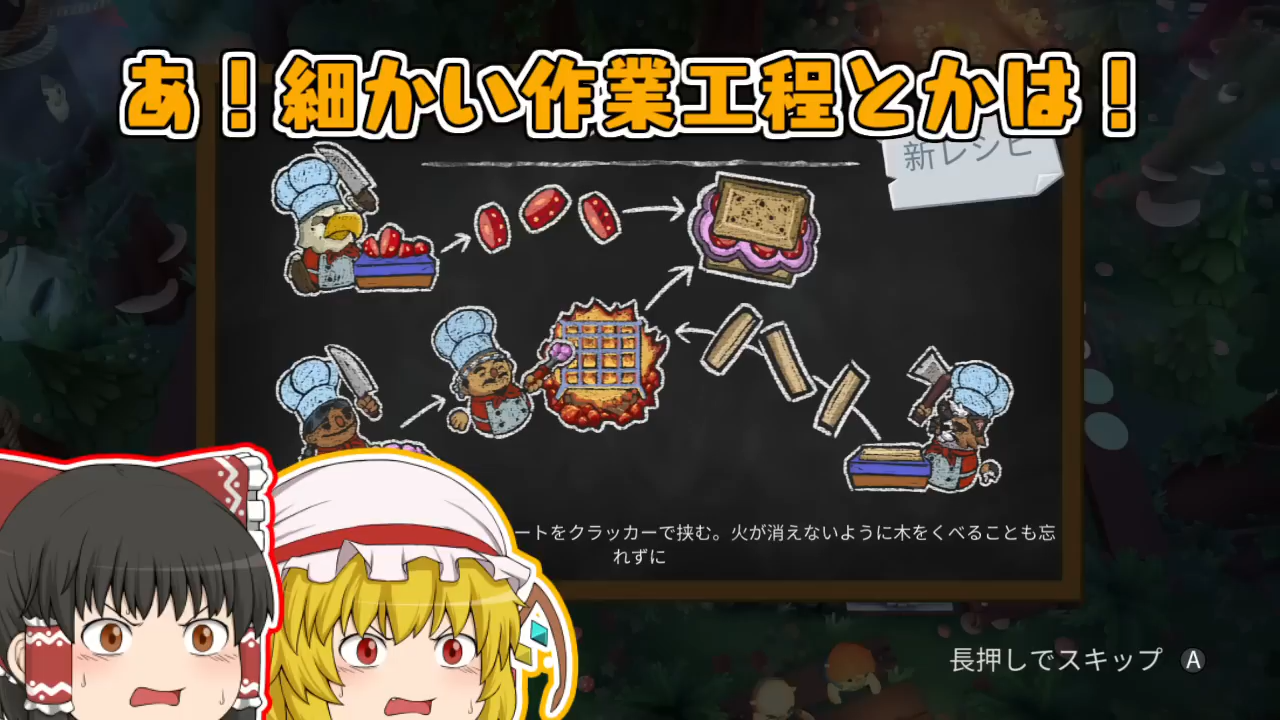 あ！細かい作業工程とかは！
新レシピ
ートをクラッカーで挟む。火が消えないように木をくべることも忘
れずに
長押しでスキップ A